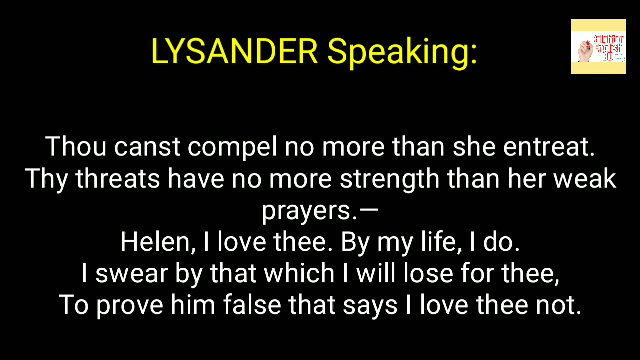 LYSANDER Speaking:
Thou canst compel no more than she entreat.
Thy threats have no more strength than her weak
prayers.—
Helen, I love thee. By my life, I do.
I swear by that which I will lose for thee,
To prove him false that says I love thee not.